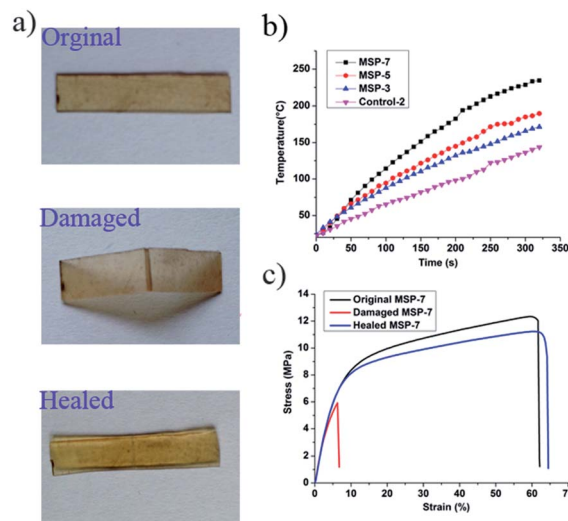 a)
Orginal
Damaged
Healed
b)
MSP-7
MSP-5
MSP-3
Control-2
Temperature(°C)
250
200
150
100
50
0
50
100
150
200
250
300
350
Time (s)
c)
Original MSP-7
Damaged MSP-7
Healed MSP-7
Stress (MPa)
14
12
10
8
6
4
2
0
0
10
20
30
40
50
60
70
Strain (%)